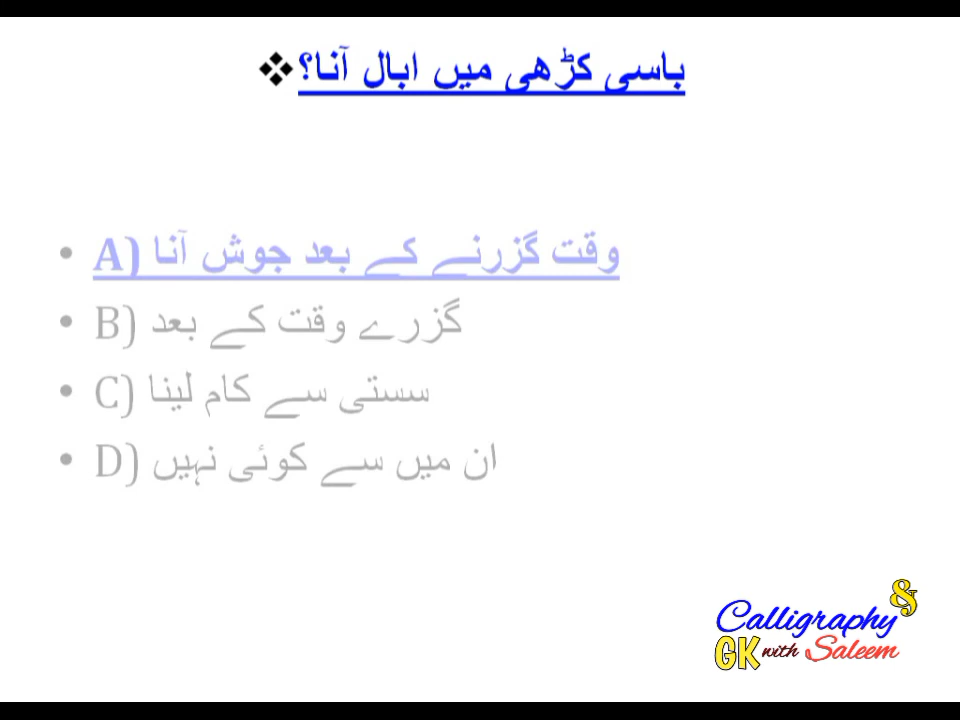 ❖ باسی کڑھی میں ابال آنا؟
• A) وقت گزرنے کے بعد جوش آنا
• B) گزرے وقت کے بعد
• C) سستی سے کام لینا
• D) ان میں سے کوئی نہیں
Calligraphy &
GK with Saleem